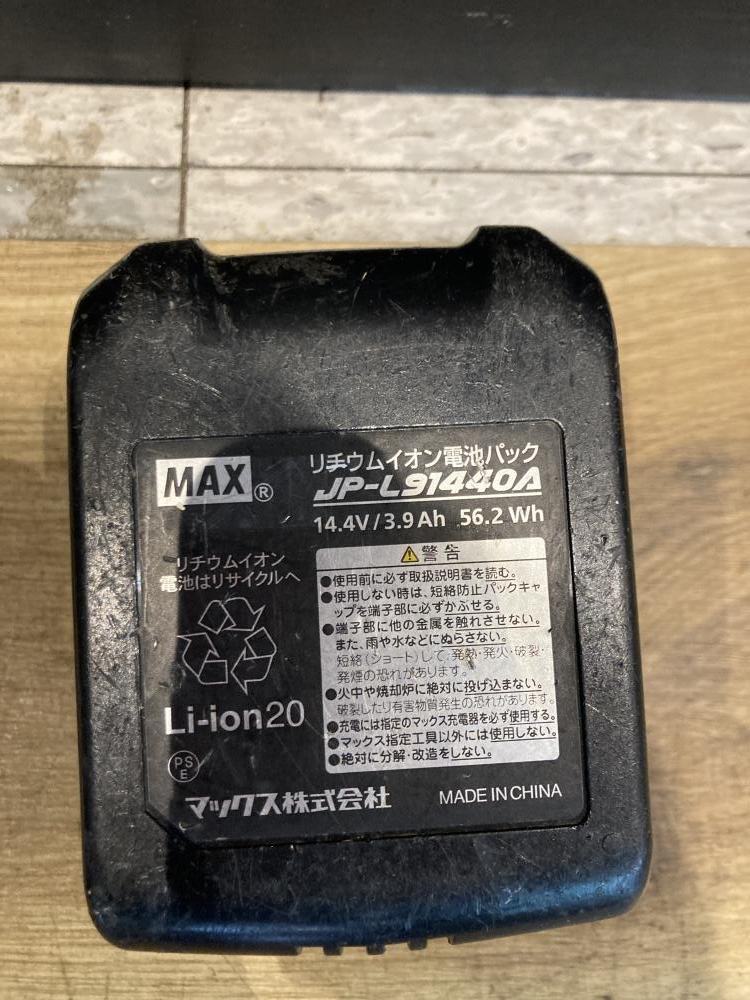 MAX®
リチウムイオン電池パック
JP-L91440A
14.4V/3.9Ah 56.2Wh
リチウムイオン
電池はリサイクルへ
Li-ion20
PS
E
⚠警告
●使用前に必ず取扱説明書を読む。
●使用しない時は、短絡防止パックキャ
ップを端子部に必ずかぶせる。
●端子部に他の金属を触れさせない。
また、雨や水などにぬらさない。
短絡(ショート)して、発熱・発火・破裂・
発煙の恐れがあります。
●火中や焼却炉に絶対に投げ込まない。
破裂したり有害物質発生の恐れがあります。
●充電には指定のマックス充電器を必ず使用する。
●マックス指定工具以外には使用しない。
●絶対に分解・改造をしない。
マックス株式会社
MADE IN CHINA